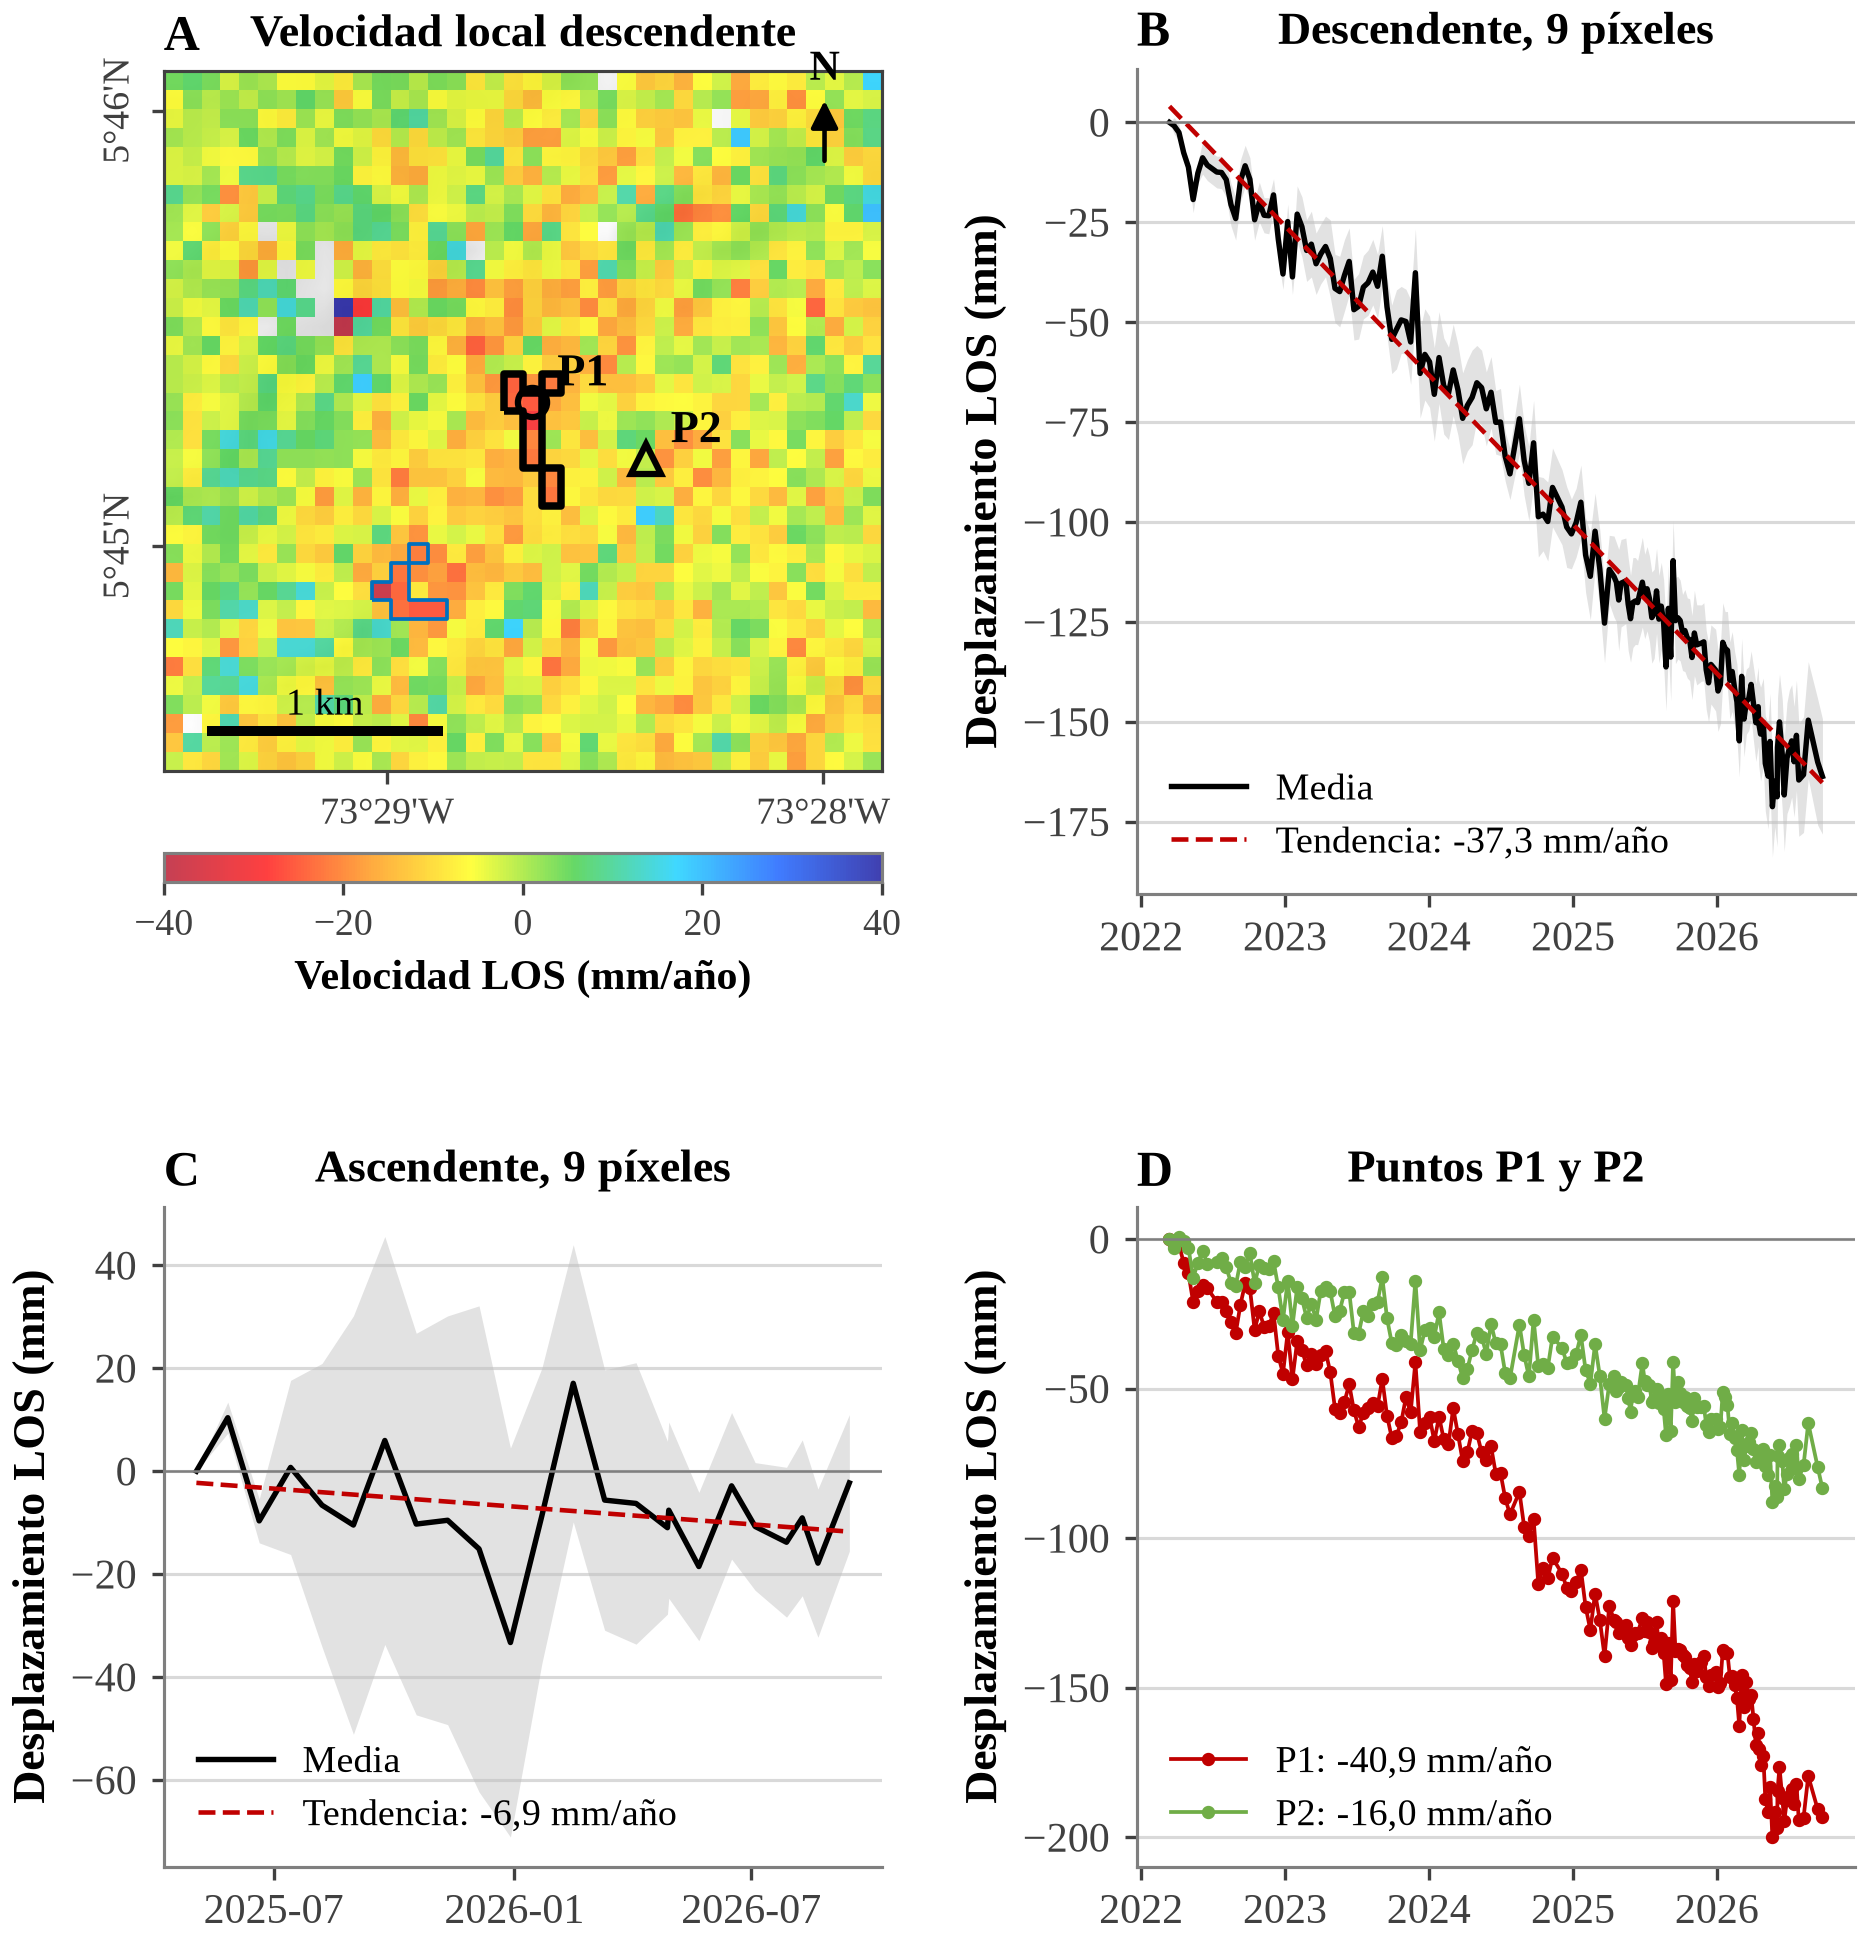 A Velocidad local descendente
N
5°46'N
5°45'N
P1
P2
1 km
73°29'W 73°28'W
−40 −20 0 20 40
Velocidad LOS (mm/año)
B Descendente, 9 píxeles
Desplazamiento LOS (mm)
0
−25
−50
−75
−100
−125
−150
−175
Media
Tendencia: -37,3 mm/año
2022 2023 2024 2025 2026
C Ascendente, 9 píxeles
Desplazamiento LOS (mm)
40
20
0
−20
−40
−60
Media
Tendencia: -6,9 mm/año
2025-07 2026-01 2026-07
D Puntos P1 y P2
Desplazamiento LOS (mm)
0
−50
−100
−150
−200
P1: -40,9 mm/año
P2: -16,0 mm/año
2022 2023 2024 2025 2026